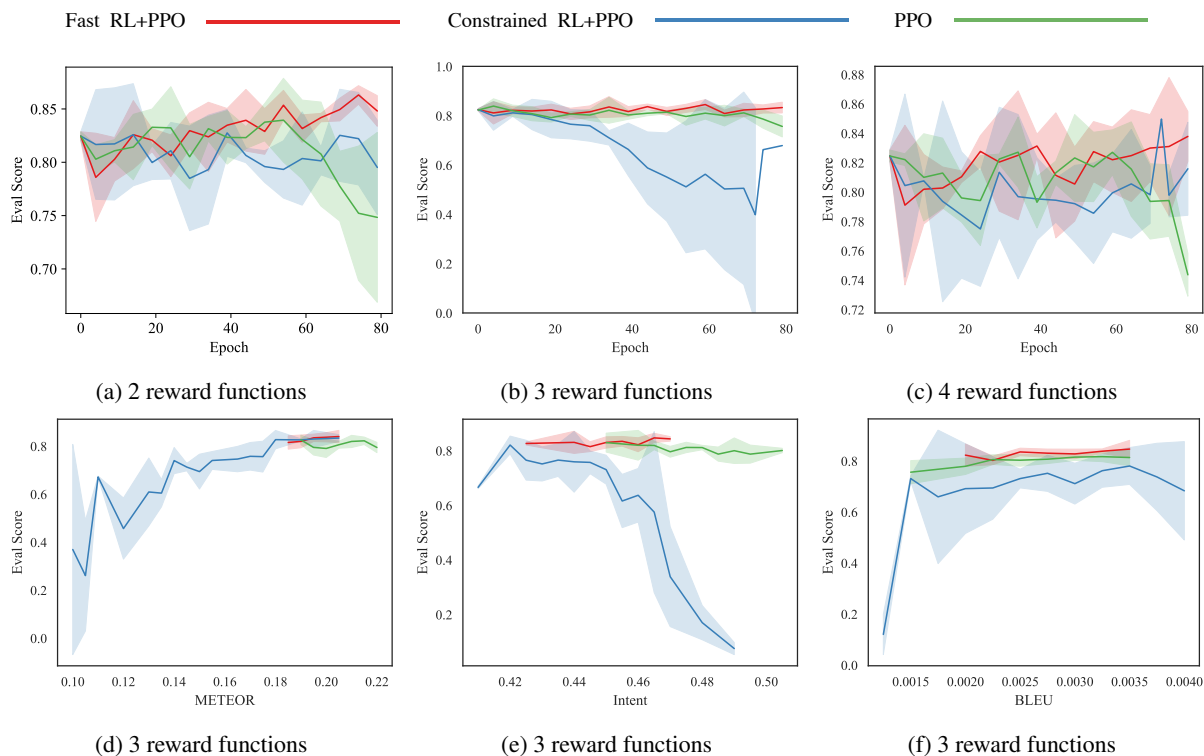 Fast RL+PPO Constrained RL+PPO PPO
0.85
0.80
0.75
0.70
0 20 40 60 80
Eval Score
Epoch
1.0
0.8
0.6
0.4
0.2
0.0
0 20 40 60 80
Eval Score
Epoch
0.88
0.86
0.84
0.82
0.80
0.78
0.76
0.74
0.72
0 20 40 60 80
Eval Score
Epoch
(a) 2 reward functions
(b) 3 reward functions
(c) 4 reward functions
0.8
0.6
0.4
0.2
0.0
0.10 0.12 0.14 0.16 0.18 0.20 0.22
Eval Score
METEOR
0.8
0.6
0.4
0.2
0.42 0.44 0.46 0.48 0.50
Eval Score
Intent
0.8
0.6
0.4
0.2
0.0
0.0015 0.0020 0.0025 0.0030 0.0035 0.0040
Eval Score
BLEU
(d) 3 reward functions
(e) 3 reward functions
(f) 3 reward functions